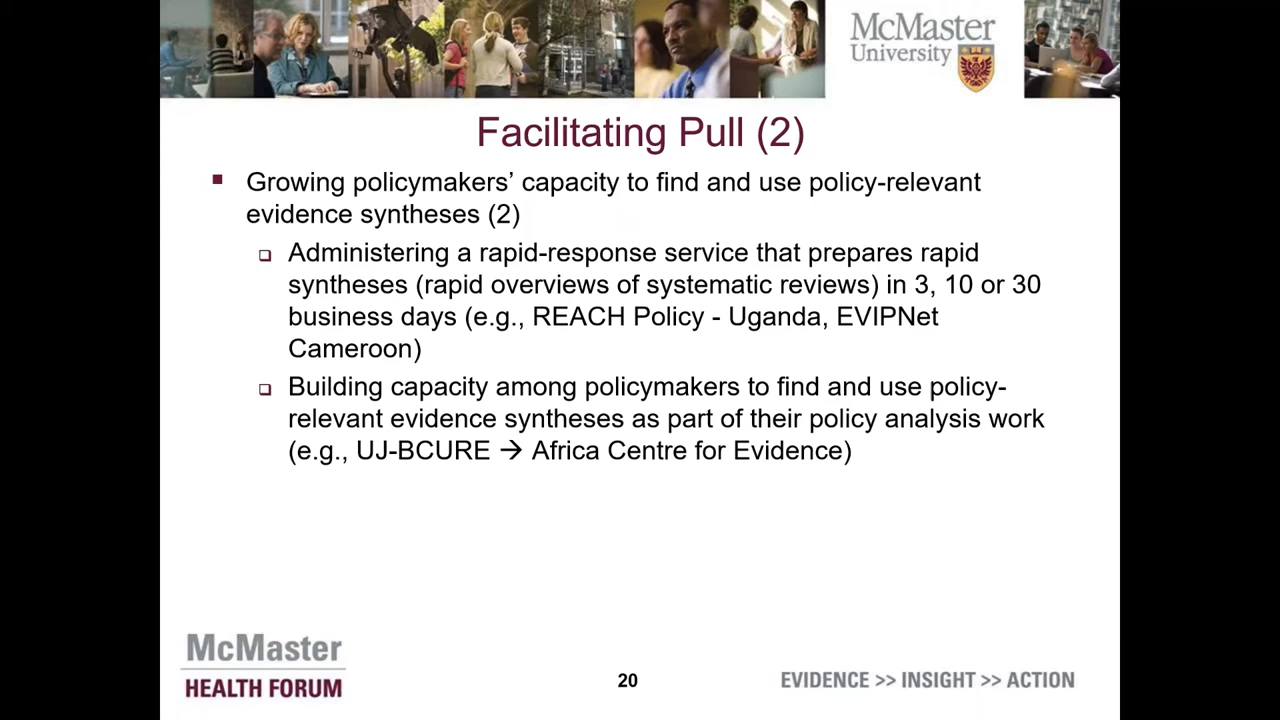 McMaster
University
Facilitating Pull (2)
▪ Growing policymakers’ capacity to find and use policy-relevant
evidence syntheses (2)
❑ Administering a rapid-response service that prepares rapid
syntheses (rapid overviews of systematic reviews) in 3, 10 or 30
business days (e.g., REACH Policy - Uganda, EVIPNet
Cameroon)
❑ Building capacity among policymakers to find and use policy-
relevant evidence syntheses as part of their policy analysis work
(e.g., UJ-BCURE → Africa Centre for Evidence)
McMaster
HEALTH FORUM
20
EVIDENCE >> INSIGHT >> ACTION